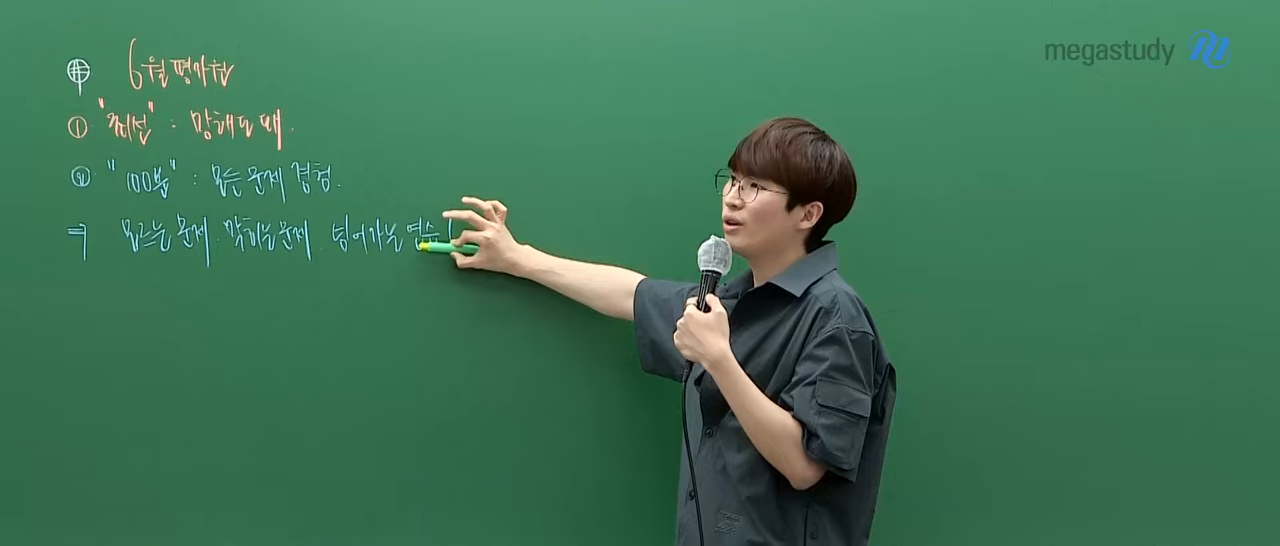 6월 평가원
① "최선" : 망해도 돼.
② "100분" : 모든 문제 경험.
⇒ 모르는 문제. 막히는 문제. 넘어가는 연습!
megastudy